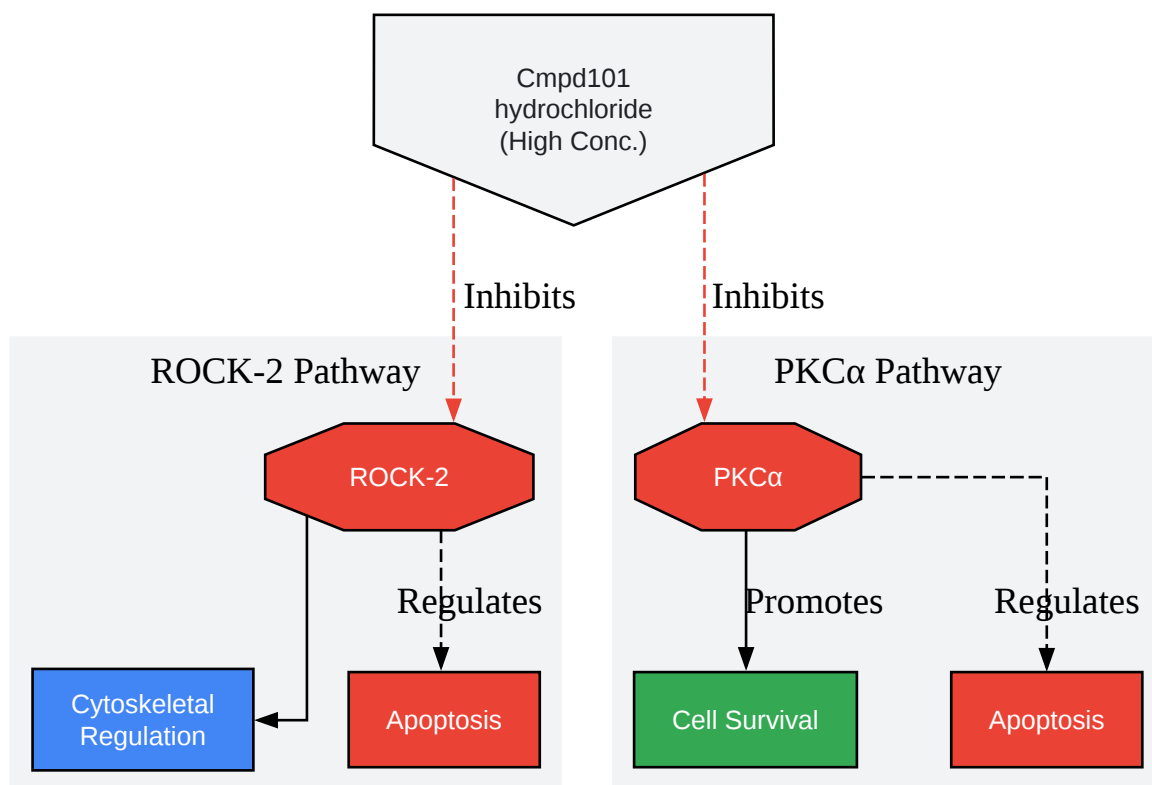 Cmpd101
hydrochloride
(High Conc.)
Inhibits
Inhibits
ROCK-2 Pathway
PKCα Pathway
ROCK-2
PKCα
Regulates
Promotes
Regulates
Cytoskeletal
Regulation
Apoptosis
Cell Survival
Apoptosis